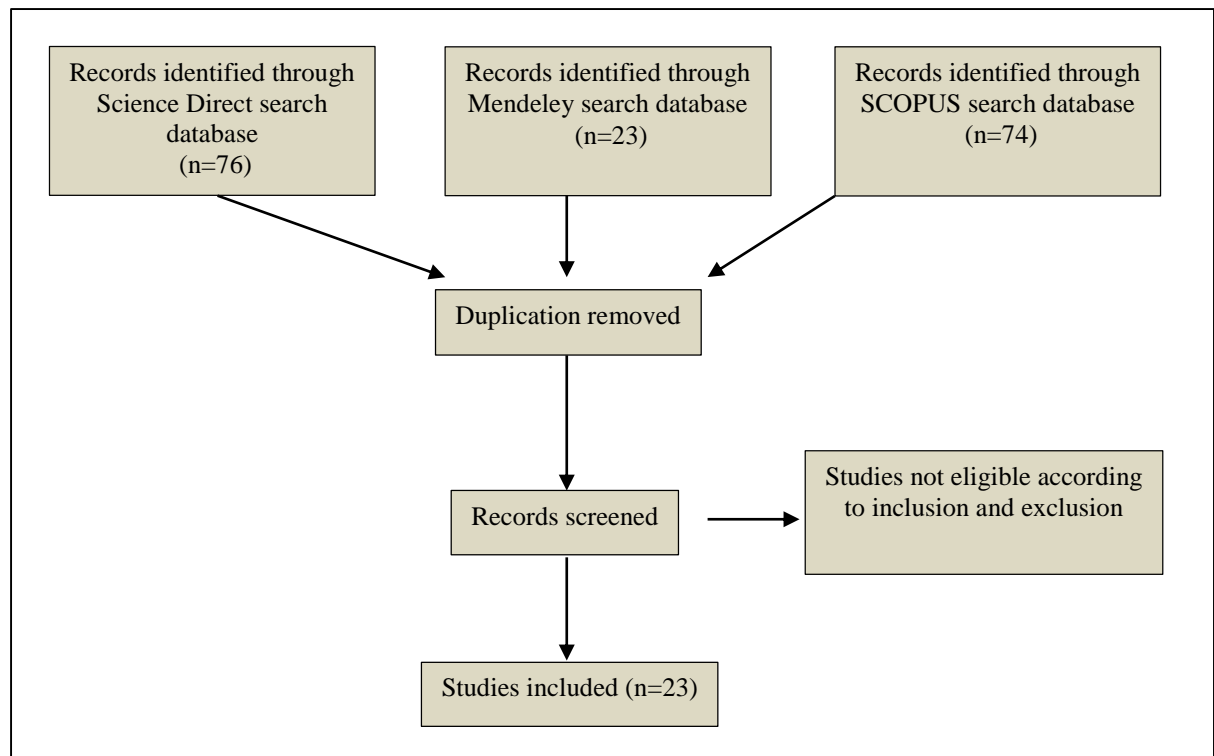 Records identified through
Science Direct search
database
(n=76)
Records identified through
Mendeley search database
(n=23)
Records identified through
SCOPUS search database
(n=74)
Duplication removed
Records screened
Studies not eligible according
to inclusion and exclusion
Studies included (n=23)